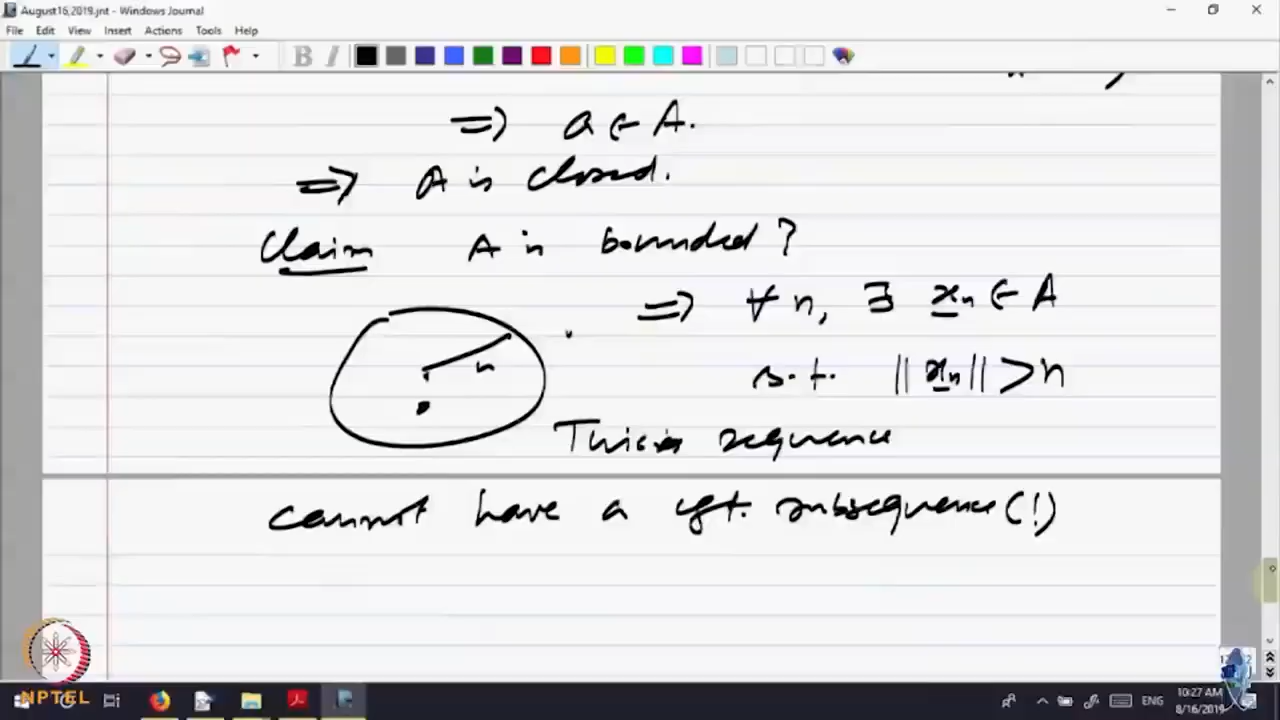 August16,2019.jnt - Windows Journal
File Edit View Insert Actions Tools Help
B I
⇒ a ∈ A.
⇒ A is closed.
Claim A is bounded?
⇒ ∀ n, ∃ x_n ∈ A
n
s.t. ||x_n|| > n
This sequence
cannot have a cgt. subsequence(!)
NPTEL
ENG
10:27 AM
8/16/2019